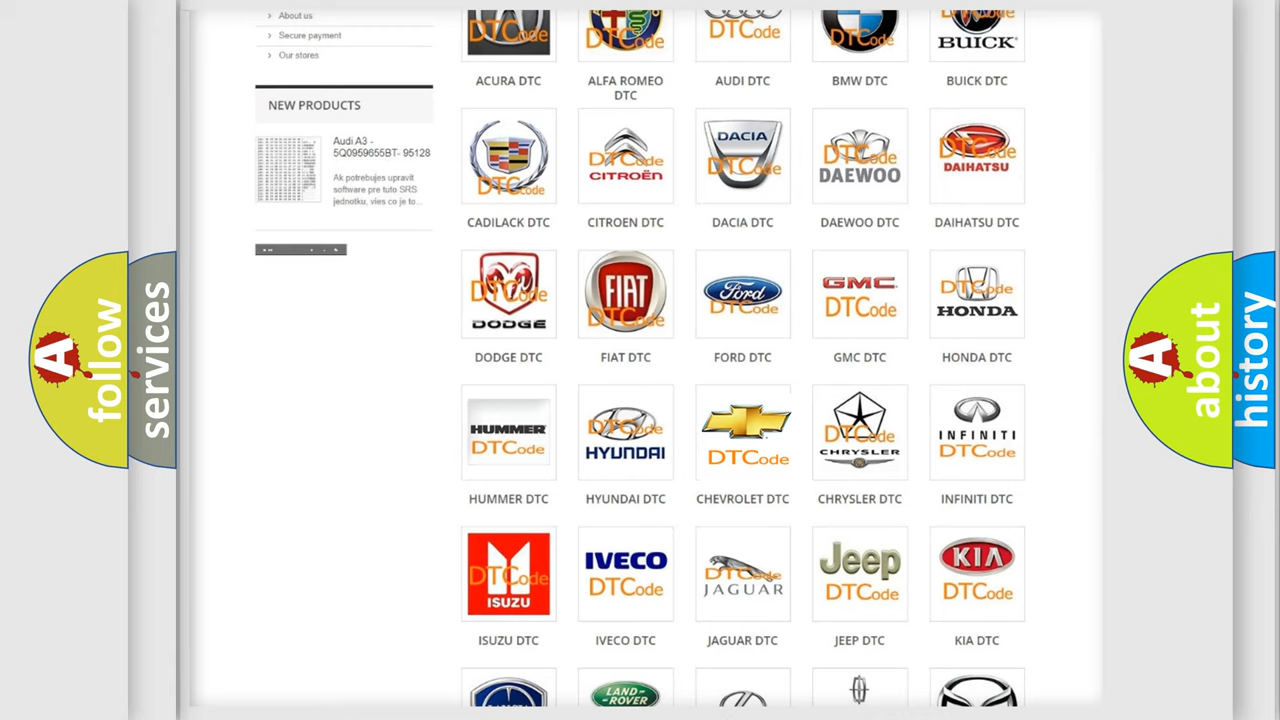 About us
Secure payment
Our stores
NEW PRODUCTS
Audi A3 -
5Q0959655BT- 95128
Ak potrebujes upravit
software pre tuto SRS
jednotku, vies co je to...
DTCode
DTCode
DTCode
DTCode
BUICK
ACURA DTC
ALFA ROMEO
DTC
AUDI DTC
BMW DTC
BUICK DTC
DTCode
DTCode
CITROËN
DACIA
DTCode
DTCode
DAEWOO
DTCode
DAIHATSU
CADILACK DTC
CITROEN DTC
DACIA DTC
DAEWOO DTC
DAIHATSU DTC
DTCode
DODGE
FIAT
DTCode
Ford
DTCode
GMC
DTCode
DTCode
HONDA
DODGE DTC
FIAT DTC
FORD DTC
GMC DTC
HONDA DTC
HUMMER
DTCode
DTCode
HYUNDAI
DTCode
DTCode
CHRYSLER
INFINITI
DTCode
HUMMER DTC
HYUNDAI DTC
CHEVROLET DTC
CHRYSLER DTC
INFINITI DTC
DTCode
ISUZU
IVECO
DTCode
DTCode
JAGUAR
Jeep
DTCode
KIA
DTCode
ISUZU DTC
IVECO DTC
JAGUAR DTC
JEEP DTC
KIA DTC
LAND-
ROVER
A
follow
services
A
about
history